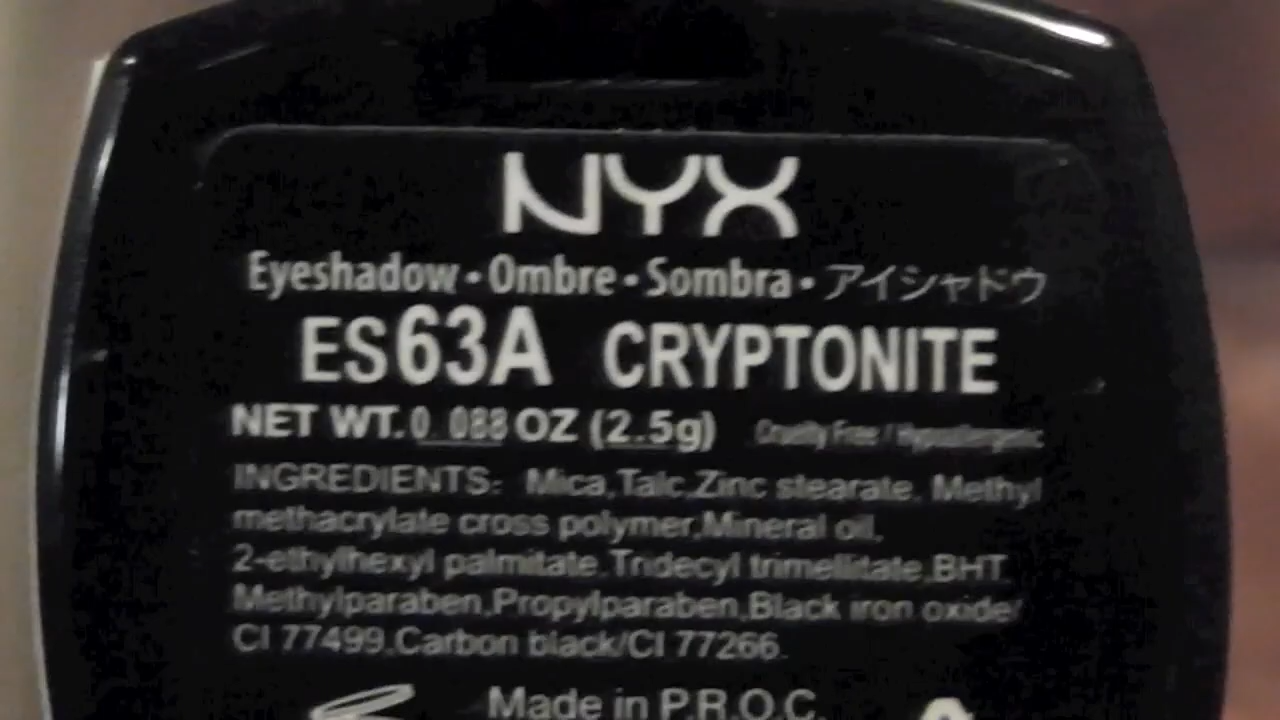 NYX
Eyeshadow • Ombre • Sombra • アイシャドウ
ES63A CRYPTONITE
NET WT. 0.088 OZ (2.5g) Cruelty Free / Hypoallergenic
INGREDIENTS: Mica,Talc,Zinc stearate, Methyl
methacrylate cross polymer,Mineral oil,
2-ethylhexyl palmitate,Tridecyl trimellitate,BHT,
Methylparaben,Propylparaben,Black iron oxide/
CI 77499,Carbon black/CI 77266.
Made in P.R.O.C.